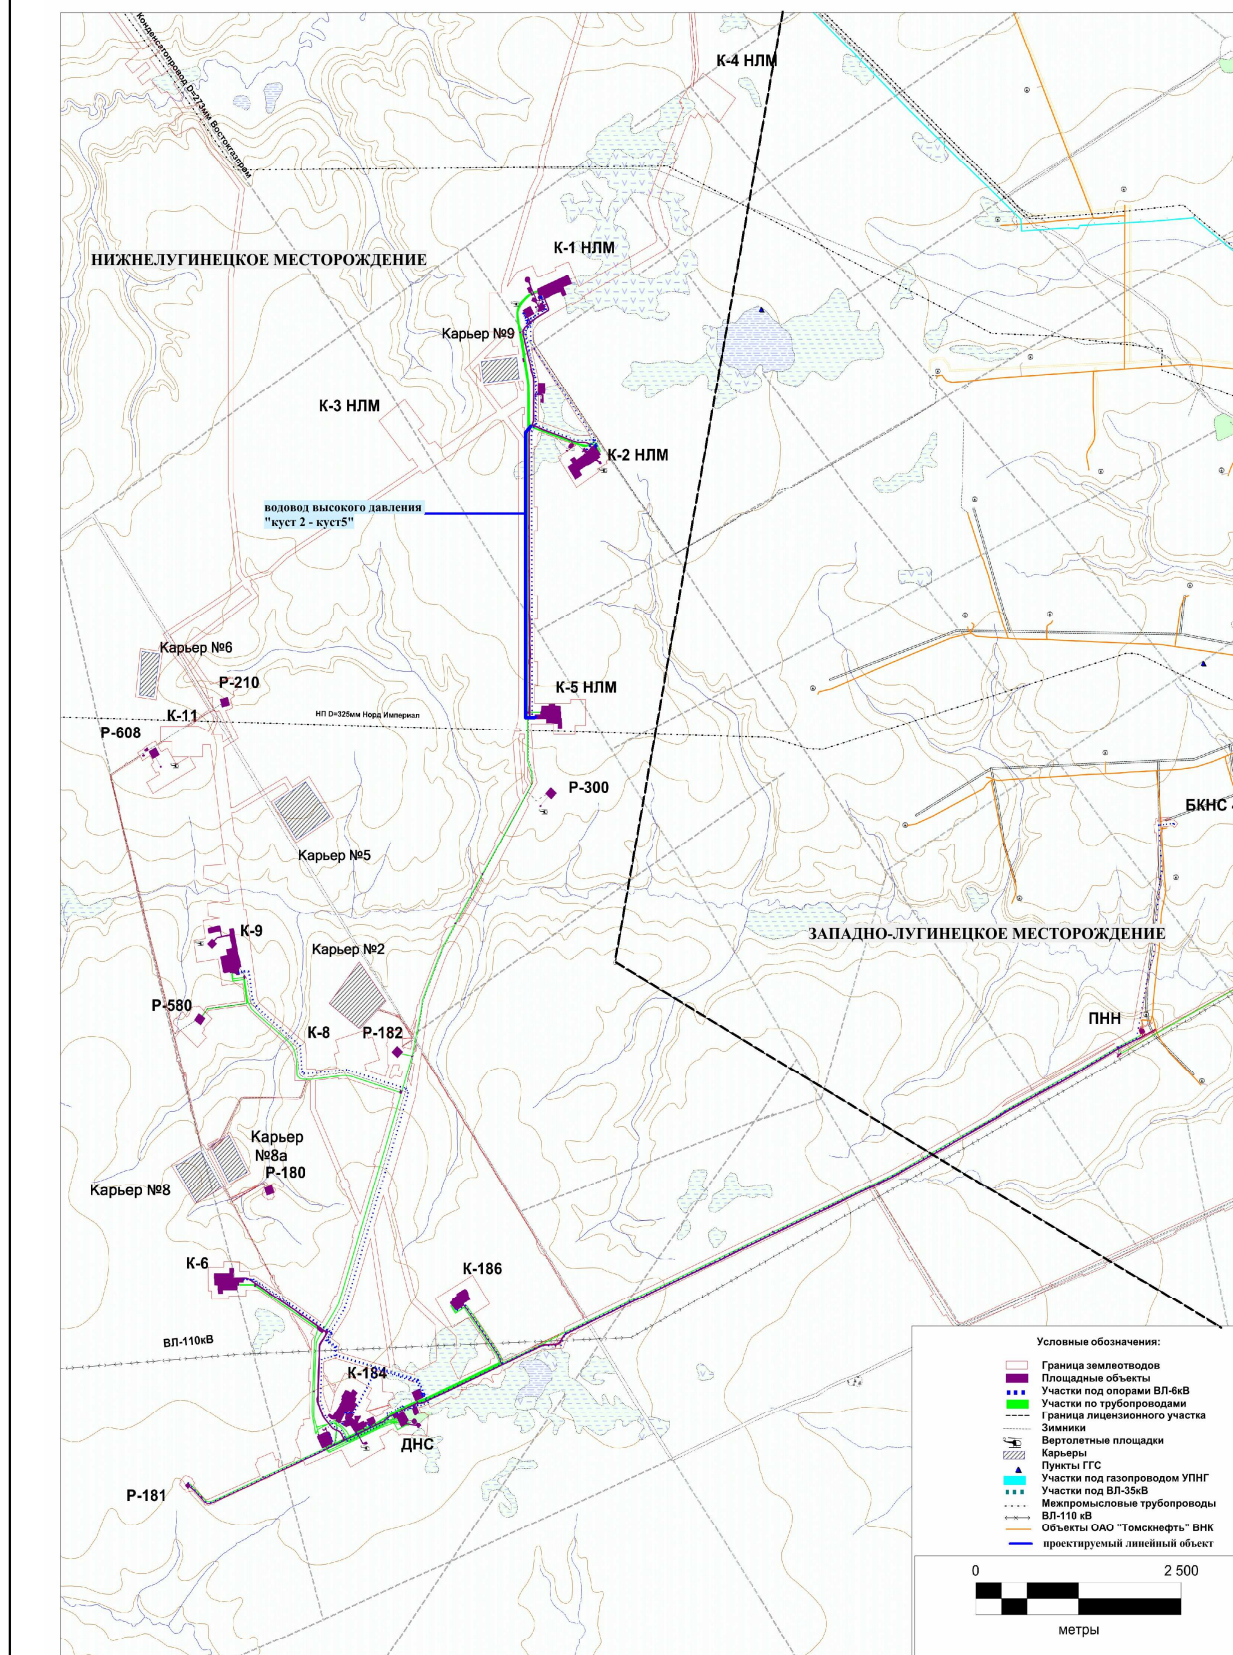 Конденсатопровод D=273мм Востокгазпром
К-4 НЛМ
К-1 НЛМ
НИЖНЕЛУГИНЕЦКОЕ МЕСТОРОЖДЕНИЕ
Карьер №9
К-3 НЛМ
К-2 НЛМ
водовод высокого давления
"куст 2 - куст5"
Карьер №6
Р-210
К-5 НЛМ
К-11
НП D=325мм Норд Империал
Р-608
Р-300
БКНС
Карьер №5
К-9
ЗАПАДНО-ЛУГИНЕЦКОЕ МЕСТОРОЖДЕНИЕ
Карьер №2
Р-580
К-8
Р-182
ПНН
Карьер
№8а
Р-180
Карьер №8
К-6
К-186
ВЛ-110кВ
К-184
ДНС
Р-181
Условные обозначения:
Граница землеотводов
Площадные объекты
Участки под опорами ВЛ-6кВ
Участки по трубопроводами
Граница лицензионного участка
Зимники
Вертолетные площадки
Карьеры
Пункты ГГС
Участки под газопроводом УПНГ
Участки под ВЛ-35кВ
Межпромысловые трубопроводы
ВЛ-110 кВ
Объекты ОАО "Томскнефть" ВНК
проектируемый линейный объект
0 2 500
метры